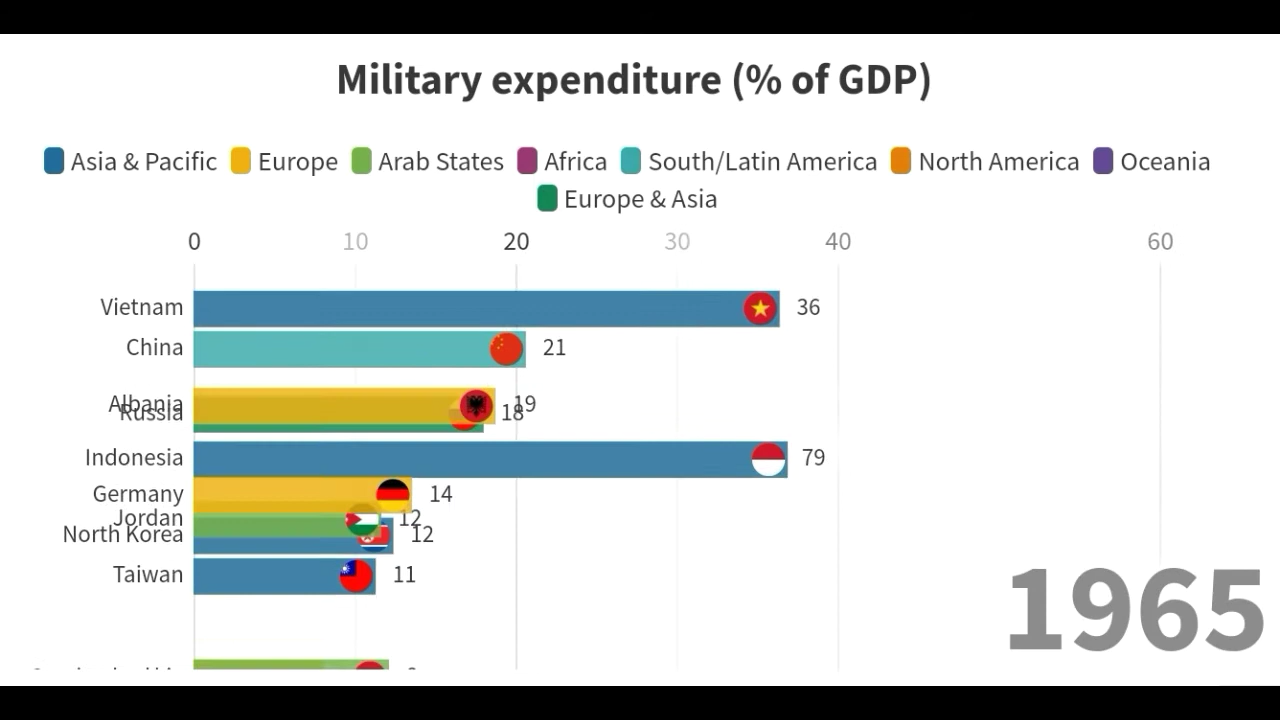 Military expenditure (% of GDP)
Asia & Pacific Europe Arab States Africa South/Latin America North America Oceania
Europe & Asia
0 10 20 30 40 60
Vietnam 36
China 21
Albania 19
Russia 18
Indonesia 79
Germany 14
Jordan 12
North Korea 12
Taiwan 11
1965